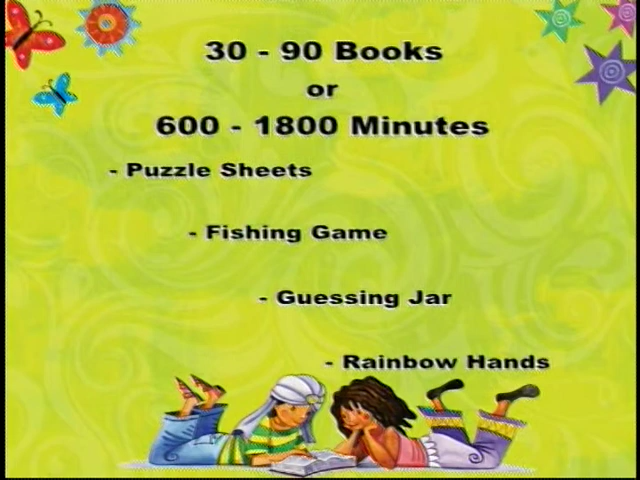 30 - 90 Books
or
600 - 1800 Minutes
- Puzzle Sheets
- Fishing Game
- Guessing Jar
- Rainbow Hands